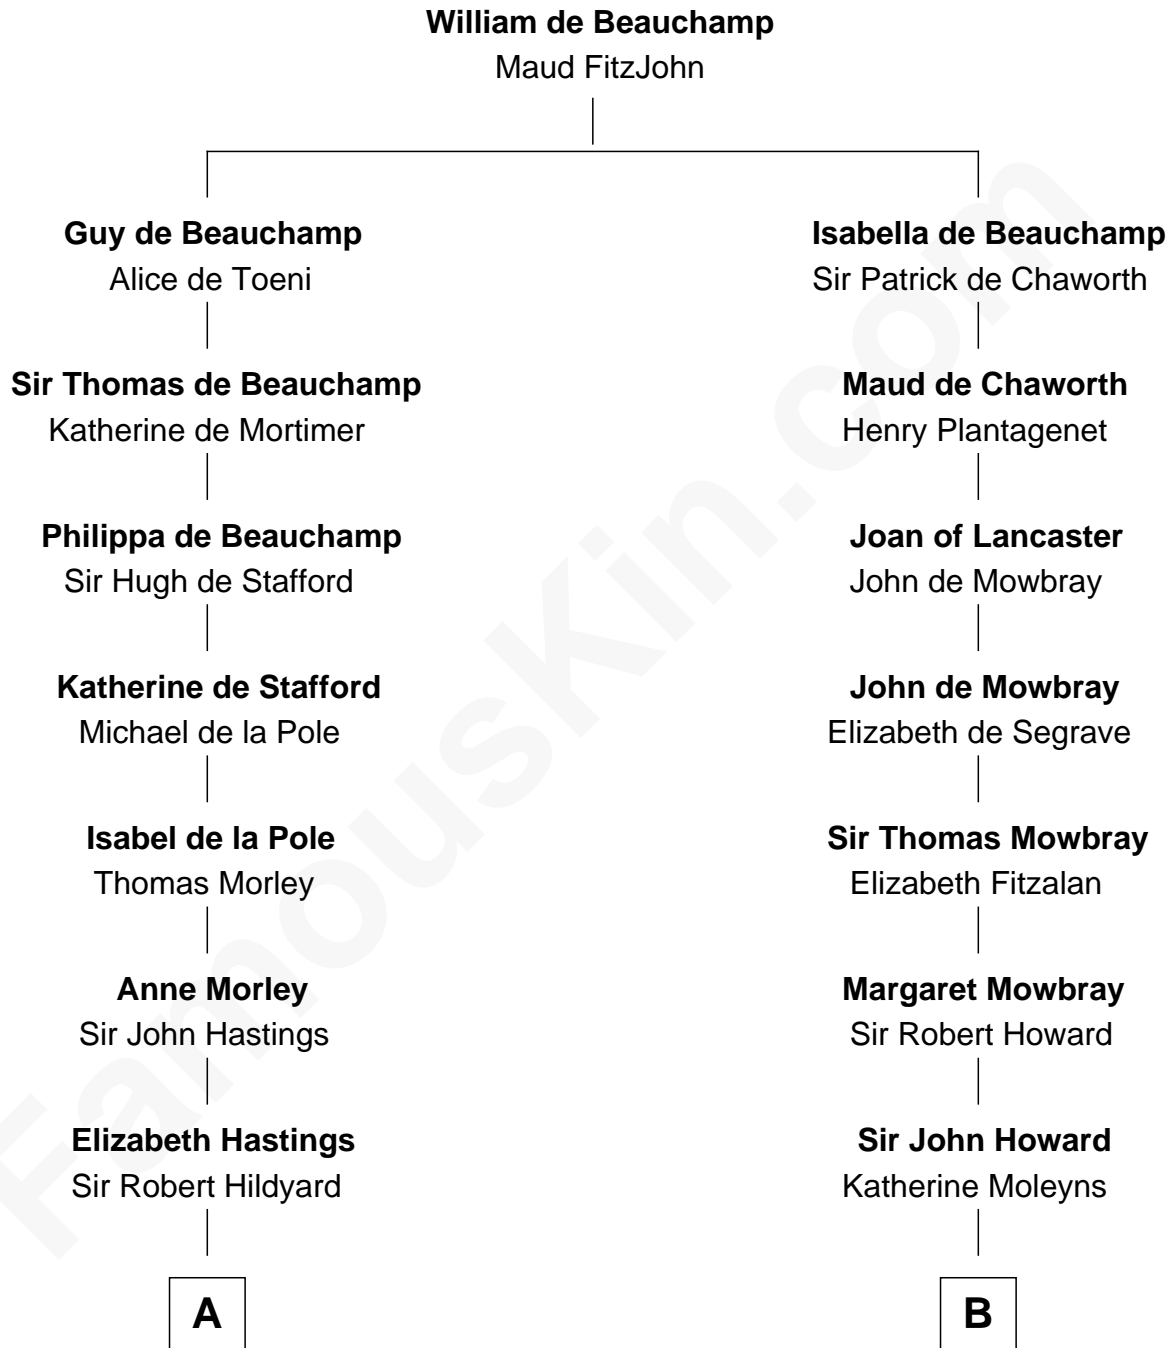 William de Beauchamp
Maud FitzJohn
Guy de Beauchamp
Alice de Toeni
Isabella de Beauchamp
Sir Patrick de Chaworth
Sir Thomas de Beauchamp
Katherine de Mortimer
Maud de Chaworth
Henry Plantagenet
Philippa de Beauchamp
Sir Hugh de Stafford
Joan of Lancaster
John de Mowbray
Katherine de Stafford
Michael de la Pole
John de Mowbray
Elizabeth de Segrave
Isabel de la Pole
Thomas Morley
Sir Thomas Mowbray
Elizabeth Fitzalan
Anne Morley
Sir John Hastings
Margaret Mowbray
Sir Robert Howard
Elizabeth Hastings
Sir Robert Hildyard
Sir John Howard
Katherine Moleyns
A
B
FamousKin.com